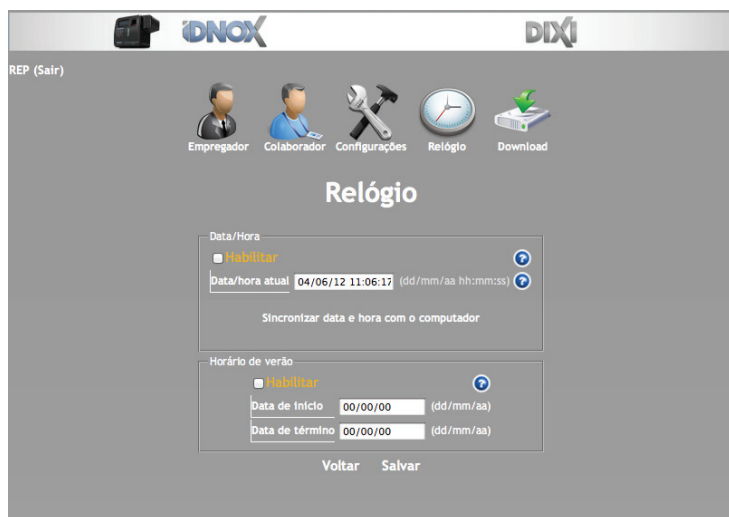 iDNOX
DIXI
REP (Sair)
Empregador Colaborador Configurações Relógio Download
Relógio
Data/Hora
Habilitar
Data/hora atual 04/06/12 11:06:17 (dd/mm/aa hh:mm:ss)
Sincronizar data e hora com o computador
Horário de verão
Habilitar
Data de início 00/00/00 (dd/mm/aa)
Data de término 00/00/00 (dd/mm/aa)
Voltar Salvar